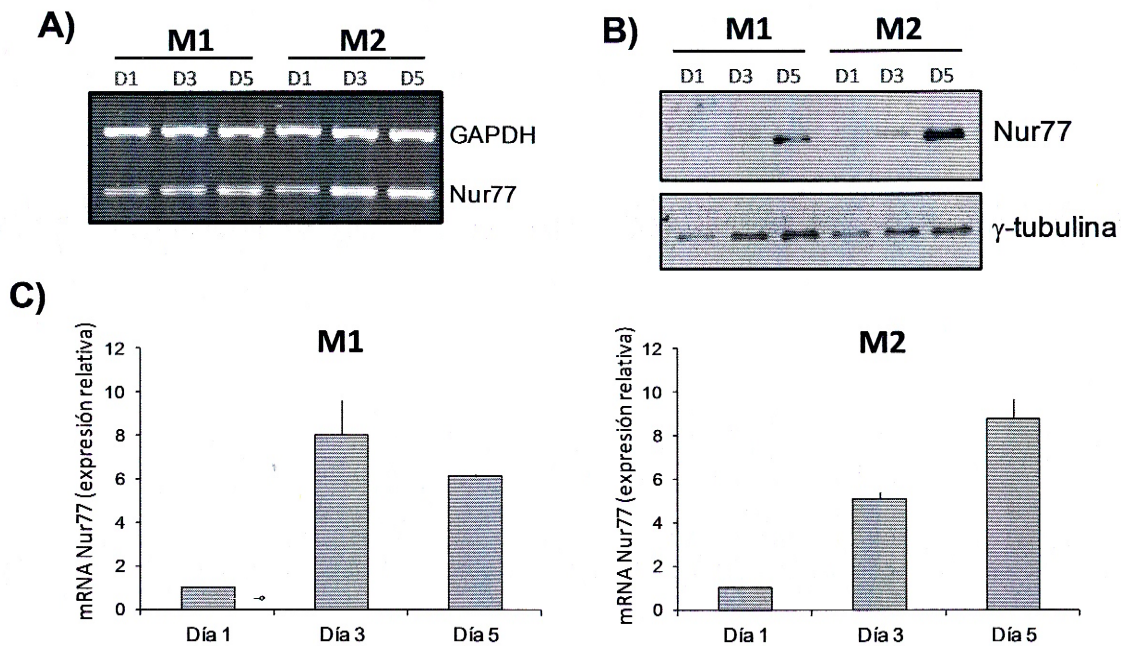 A)
M1 M2
D1 D3 D5 D1 D3 D5
GAPDH
Nur77
B)
M1 M2
D1 D3 D5 D1 D3 D5
Nur77
γ-tubulina
C)
M1
mRNA Nur77 (expresión relativa)
12
10
8
6
4
2
0
Día 1 Día 3 Día 5
M2
mRNA Nur77 (expresión relativa)
12
10
8
6
4
2
0
Día 1 Día 3 Día 5